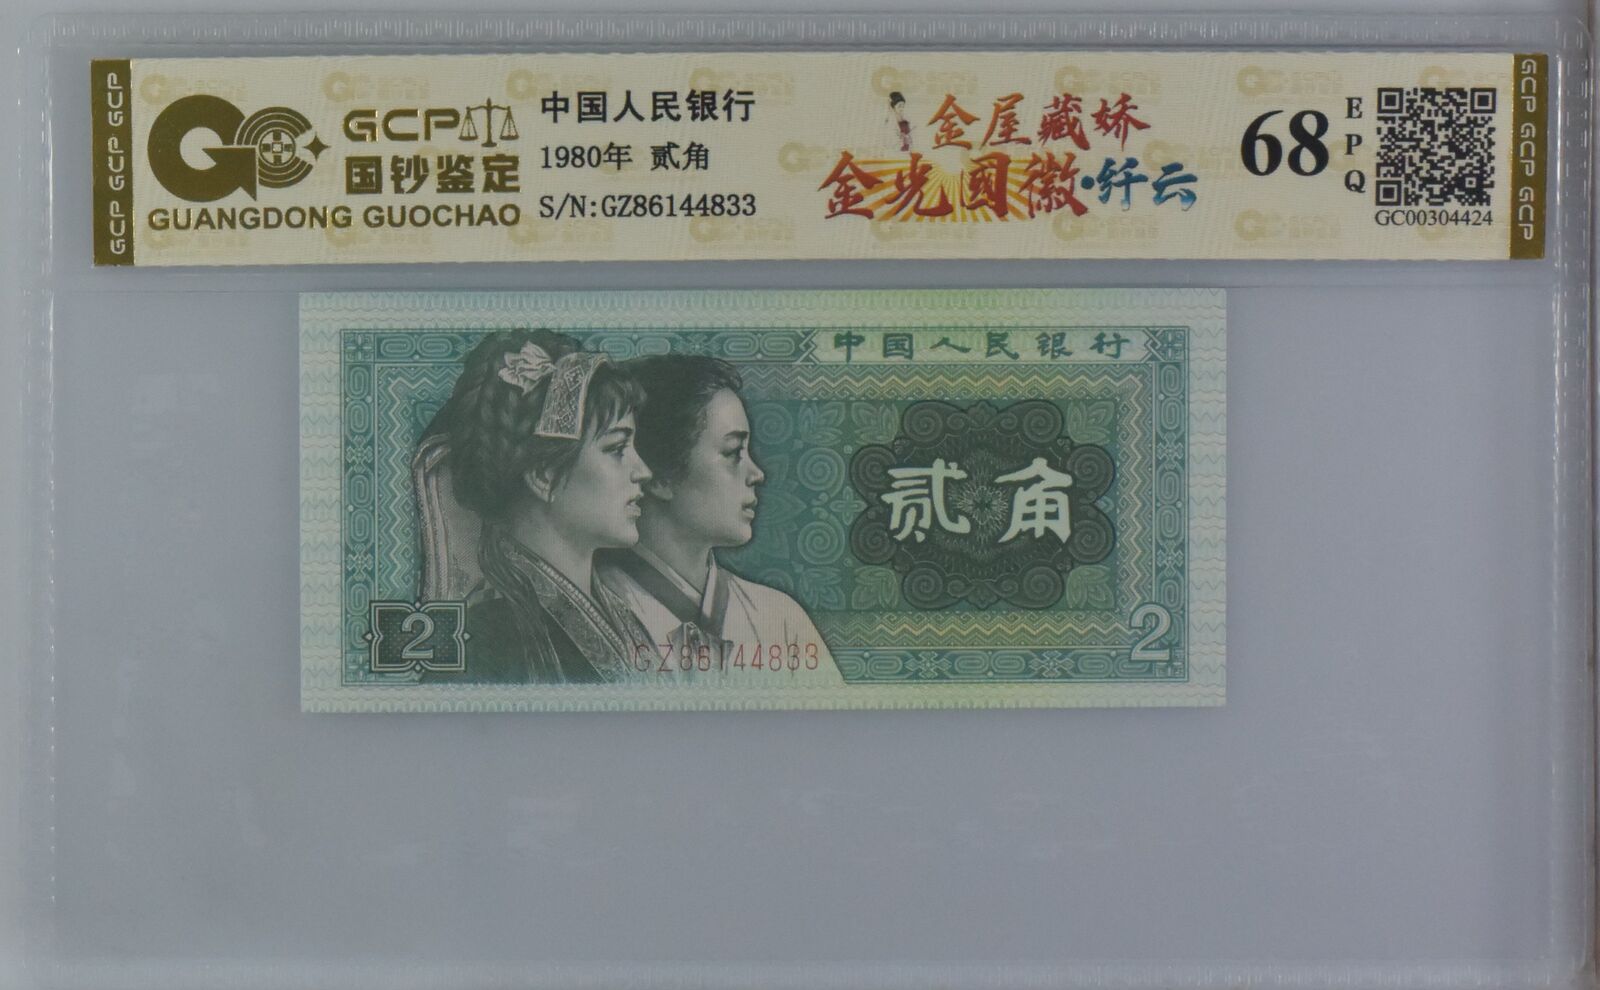 GCP GCP GCP
GCP
国钞鉴定
GUANGDONG GUOCHAO
中国人民银行
1980年 贰角
S/N:GZ86144833
金屋藏娇
金光國徽·纤云
68
EPQ
GC00304424
GCP GCP GCP
中国人民银行
贰角
2
2
GZ86144833